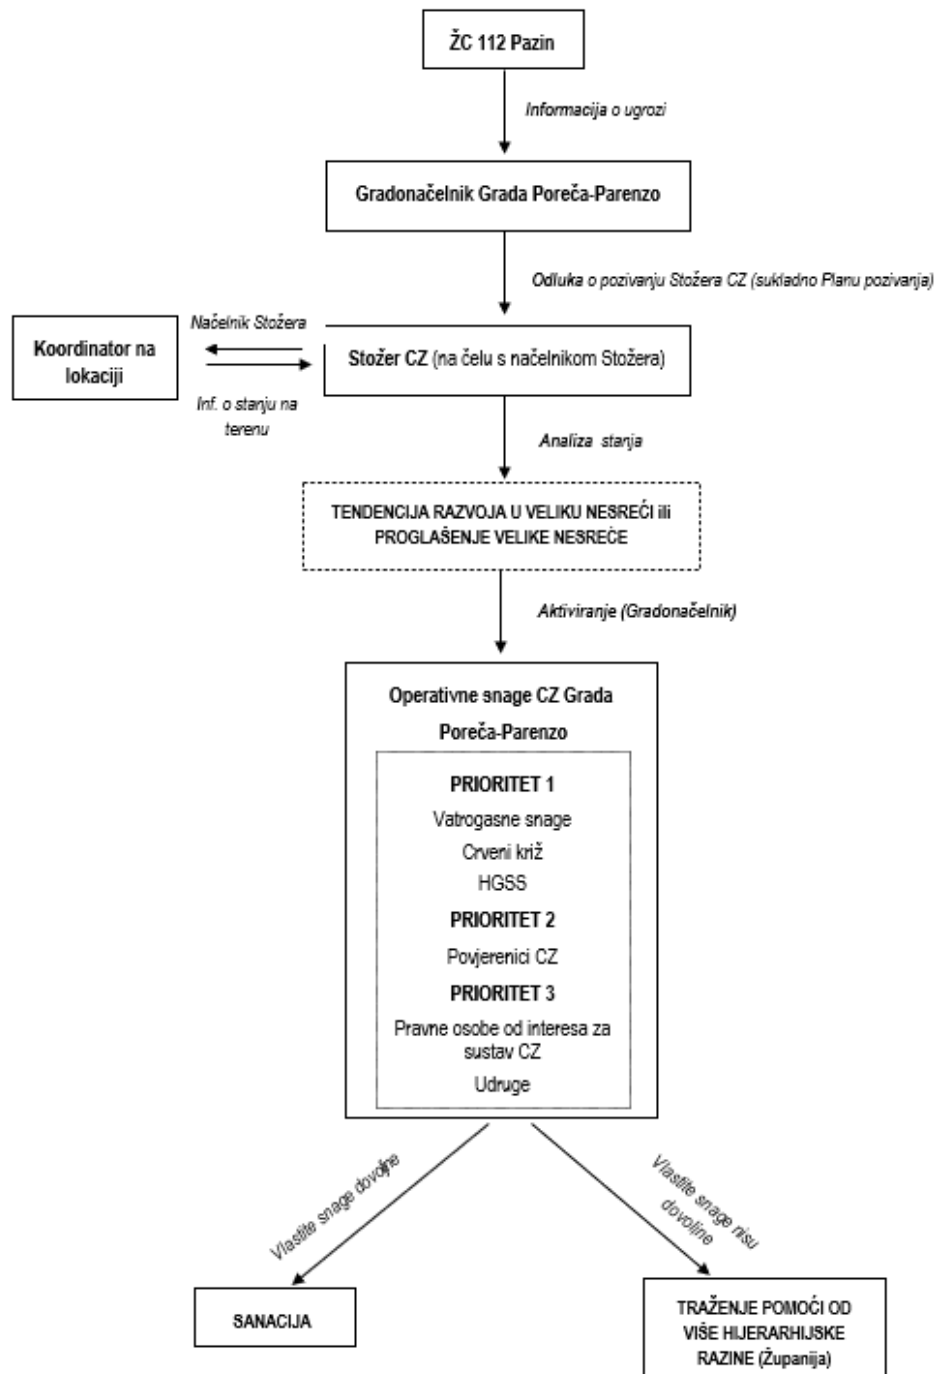 ŽC 112 Pazin
Informacija o ugrozi
Gradonačelnik Grada Poreča-Parenzo
Odluka o pozivanju Stožera CZ (sukladno Planu pozivanja)
Načelnik Stožera
Koordinator na
lokaciji
Stožer CZ (na čelu s načelnikom Stožera)
Inf. o stanju na
terenu
Analiza stanja
TENDENCIJA RAZVOJA U VELIKU NESREĆI ili
PROGLAŠENJE VELIKE NESREĆE
Aktiviranje (Gradonačelnik)
Operativne snage CZ Grada
Poreča-Parenzo
PRIORITET 1
Vatrogasne snage
Crveni križ
HGSS
PRIORITET 2
Povjerenici CZ
PRIORITET 3
Pravne osobe od interesa za
sustav CZ
Udruge
Vlastite snage dovoljne
Vlastite snage nisu
dovoljne
SANACIJA
TRAŽENJE POMOĆI OD
VIŠE HIJERARHIJSKE
RAZINE (Županija)